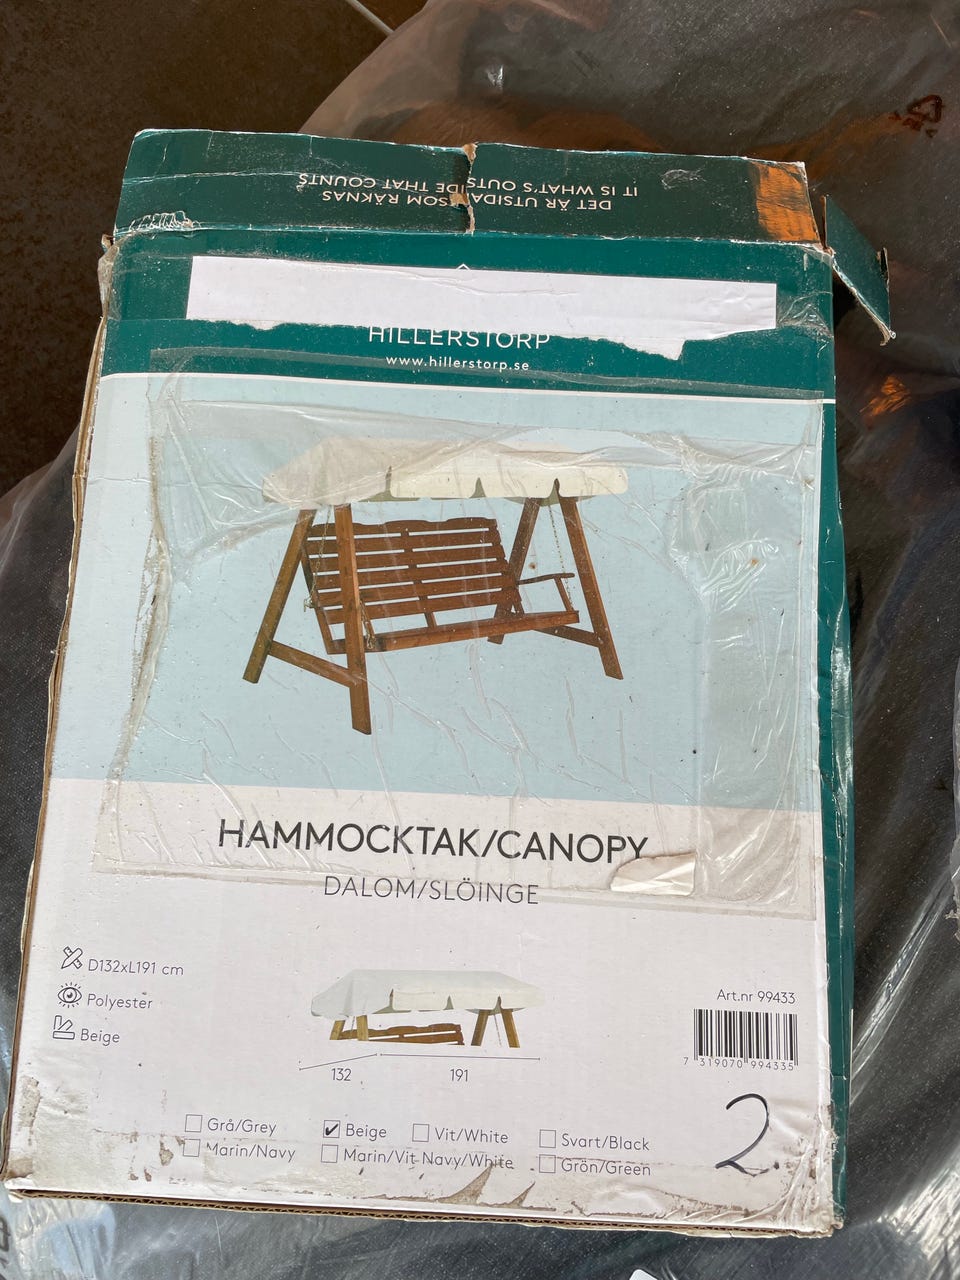 DET ÄR UTSIDAN SOM RÄKNAS
IT IS WHAT'S OUTSIDE THAT COUNTS
HILLERSTORP
www.hillerstorp.se
HAMMOCKTAK/CANOPY
DALOM/SLÖINGE
D132xL191 cm
Polyester
Beige
132
191
Art.nr 99433
7 319070 994335
2
Grå/Grey
Beige
Vit/White
Svart/Black
Marin/Navy
Marin/Vit Navy/White
Grön/Green